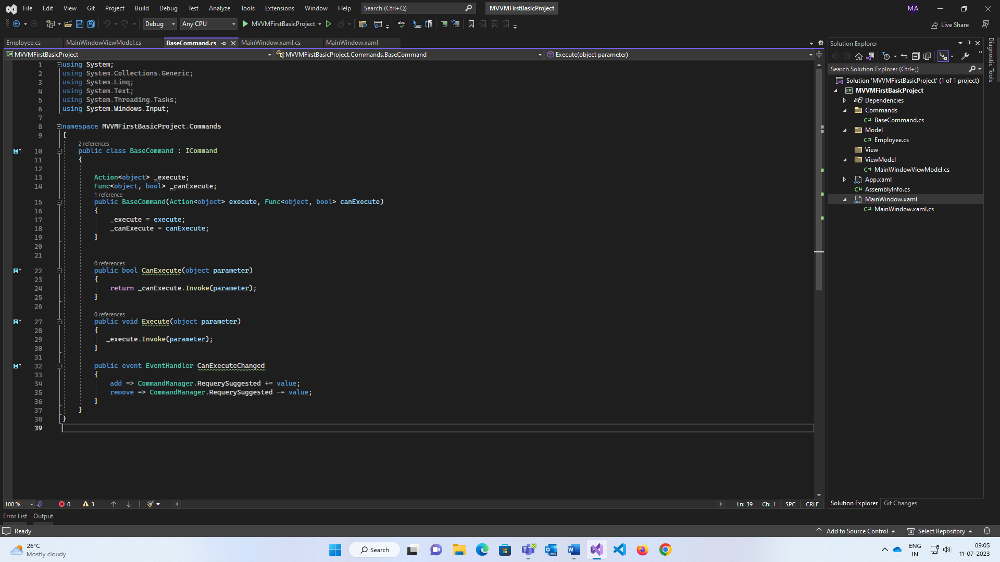 File Edit View Git Project Build Debug Test Analyze Tools Extensions Window Help Search (Ctrl+Q) MVVMFirstBasicProject MA
Debug Any CPU MVVMFirstBasicProject Live Share
Employee.cs MainWindowViewModel.cs BaseCommand.cs MainWindow.xaml.cs MainWindow.xaml
MVVMFirstBasicProject MVVMFirstBasicProject.Commands.BaseCommand Execute(object parameter)
1 using System;
2 using System.Collections.Generic;
3 using System.Linq;
4 using System.Text;
5 using System.Threading.Tasks;
6 using System.Windows.Input;
7
8 namespace MVVMFirstBasicProject.Commands
9 {
2 references
10 public class BaseCommand : ICommand
11 {
12
13 Action<object> _execute;
14 Func<object, bool> _canExecute;
1 reference
15 public BaseCommand(Action<object> execute, Func<object, bool> canExecute)
16 {
17 _execute = execute;
18 _canExecute = canExecute;
19 }
20
21
0 references
22 public bool CanExecute(object parameter)
23 {
24 return _canExecute.Invoke(parameter);
25 }
26
0 references
27 public void Execute(object parameter)
28 {
29 _execute.Invoke(parameter);
30 }
31
32 public event EventHandler CanExecuteChanged
33 {
34 add => CommandManager.RequerySuggested += value;
35 remove => CommandManager.RequerySuggested -= value;
36 }
37 }
38 }
39
100 % 0 3 Ln: 39 Ch: 1 SPC CRLF
Error List Output
Solution Explorer
Search Solution Explorer (Ctrl+;)
Solution 'MVVMFirstBasicProject' (1 of 1 project)
MVVMFirstBasicProject
Dependencies
Commands
C# BaseCommand.cs
Model
C# Employee.cs
View
ViewModel
C# MainWindowViewModel.cs
App.xaml
C# AssemblyInfo.cs
MainWindow.xaml
C# MainWindow.xaml.cs
Solution Explorer Git Changes
Diagnostic Tools
Ready Add to Source Control Select Repository
26°C
Mostly cloudy
Search
ENG
IN
09:05
11-07-2023